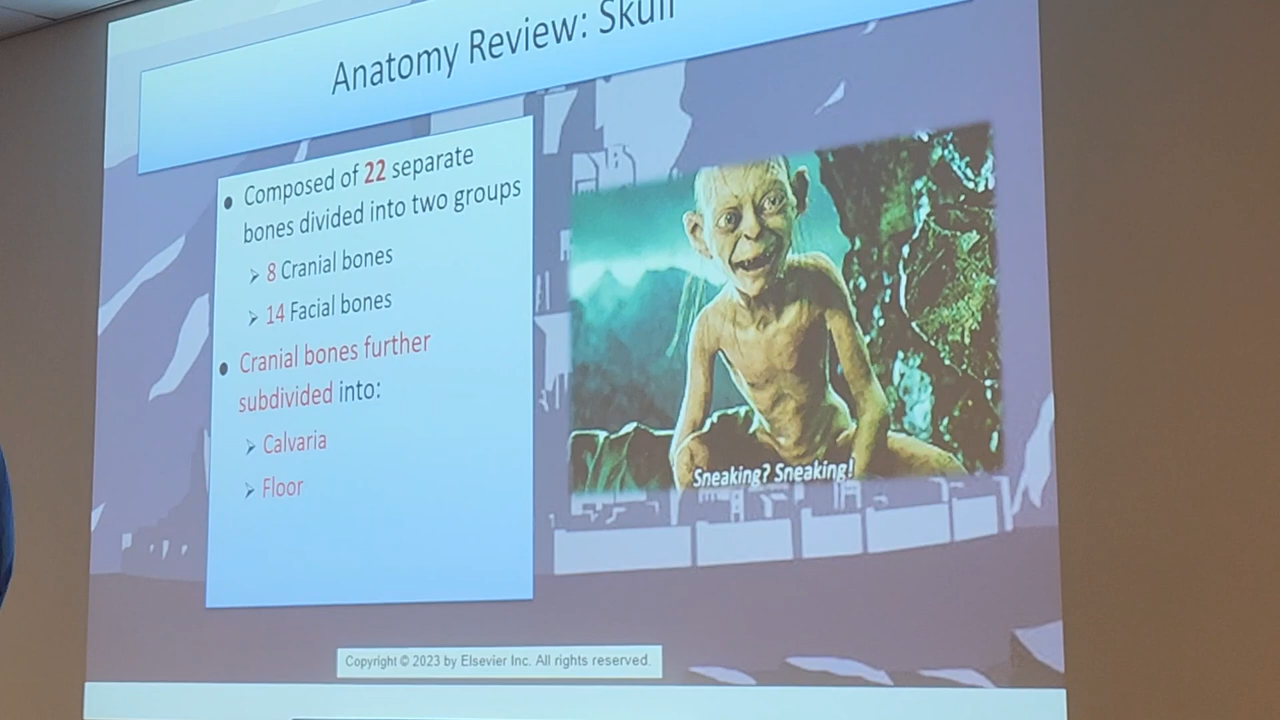 Anatomy Review: Skull
• Composed of 22 separate
bones divided into two groups
➢ 8 Cranial bones
➢ 14 Facial bones
• Cranial bones further
subdivided into:
➢ Calvaria
➢ Floor
Sneaking? Sneaking!
Copyright © 2023 by Elsevier Inc. All rights reserved.